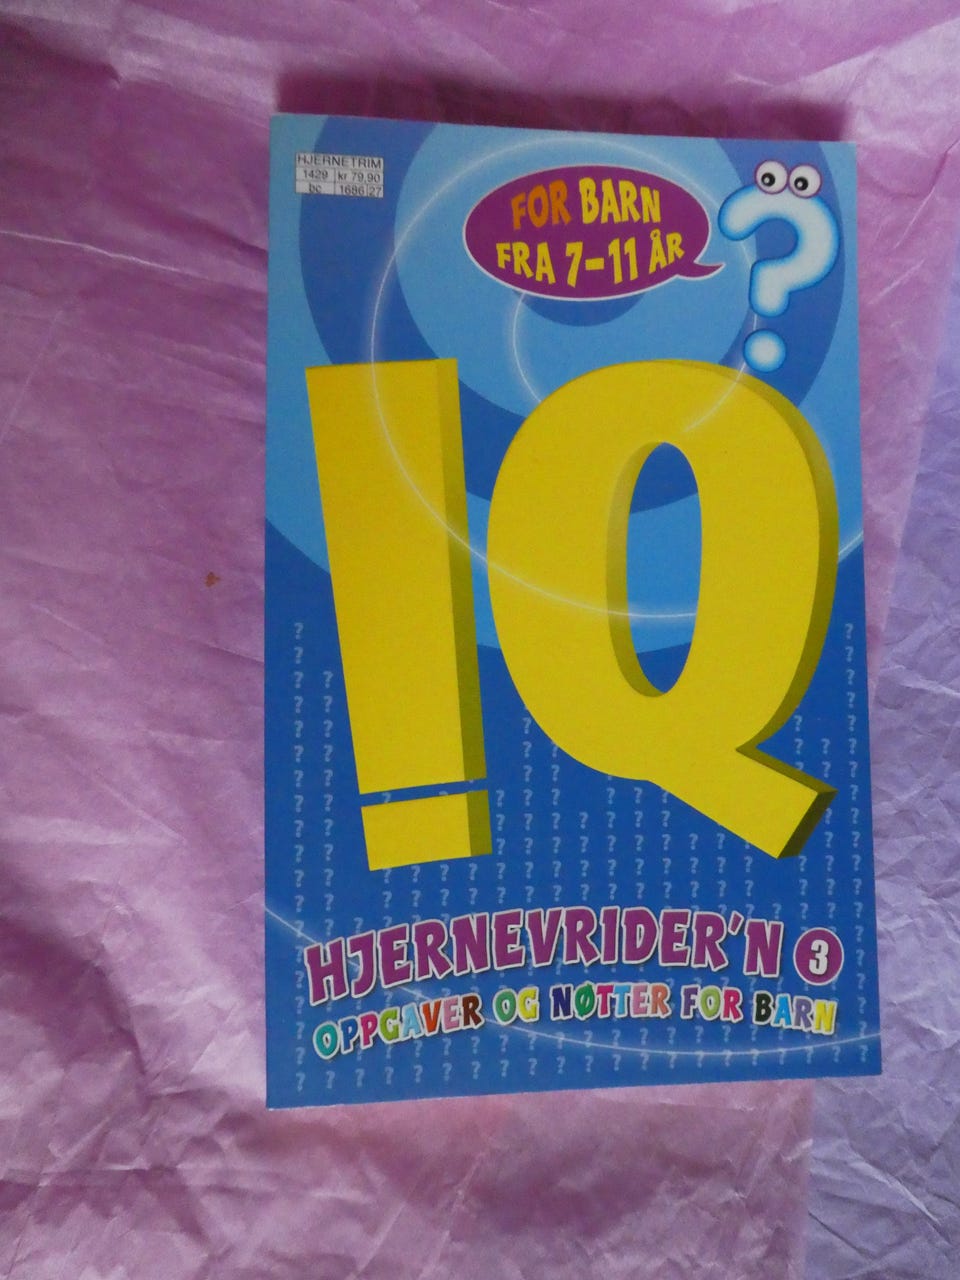 HJERNETRIM
1429 kr 79,90
bc 1686 27
FOR BARN
FRA 7-11 ÅR
?
!Q
HJERNEVRIDER'N 3
OPPGAVER OG NØTTER FOR BARN